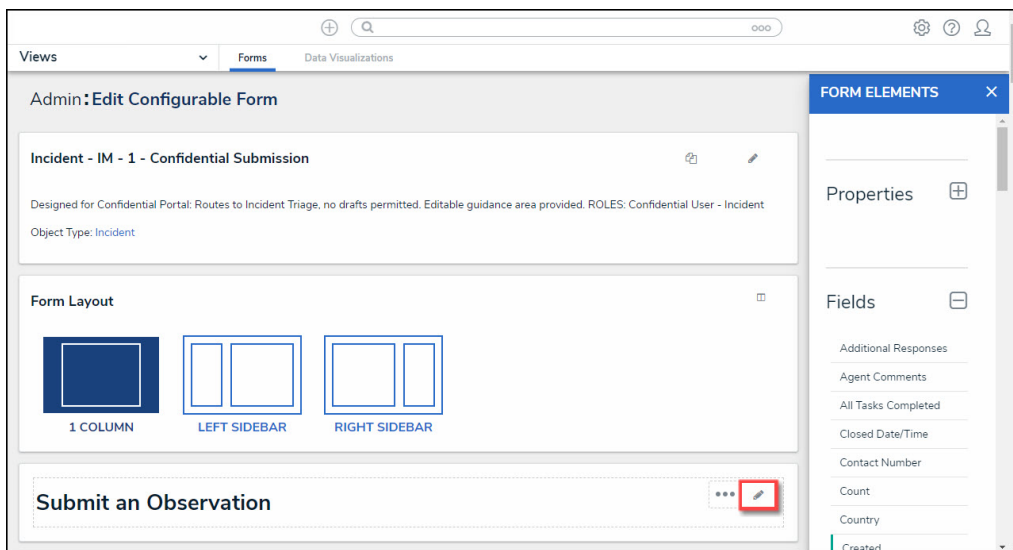 Views
Forms
Data Visualizations
Admin:Edit Configurable Form
Incident - IM - 1 - Confidential Submission
Designed for Confidential Portal: Routes to Incident Triage, no drafts permitted. Editable guidance area provided. ROLES: Confidential User - Incident
Object Type: Incident
Form Layout
1 COLUMN
LEFT SIDEBAR
RIGHT SIDEBAR
Submit an Observation
FORM ELEMENTS
Properties
Fields
Additional Responses
Agent Comments
All Tasks Completed
Closed Date/Time
Contact Number
Count
Country
Created